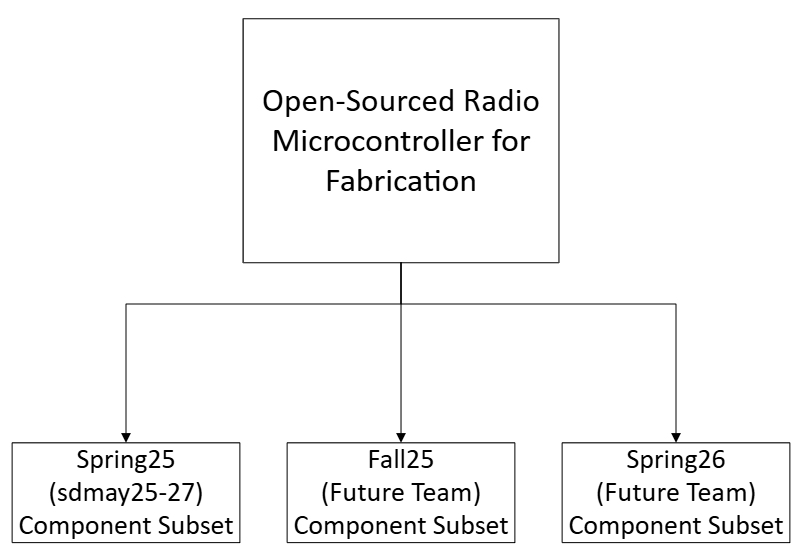 Open-Sourced Radio
Microcontroller for
Fabrication
Spring25
(sdmay25-27)
Component Subset
Fall25
(Future Team)
Component Subset
Spring26
(Future Team)
Component Subset